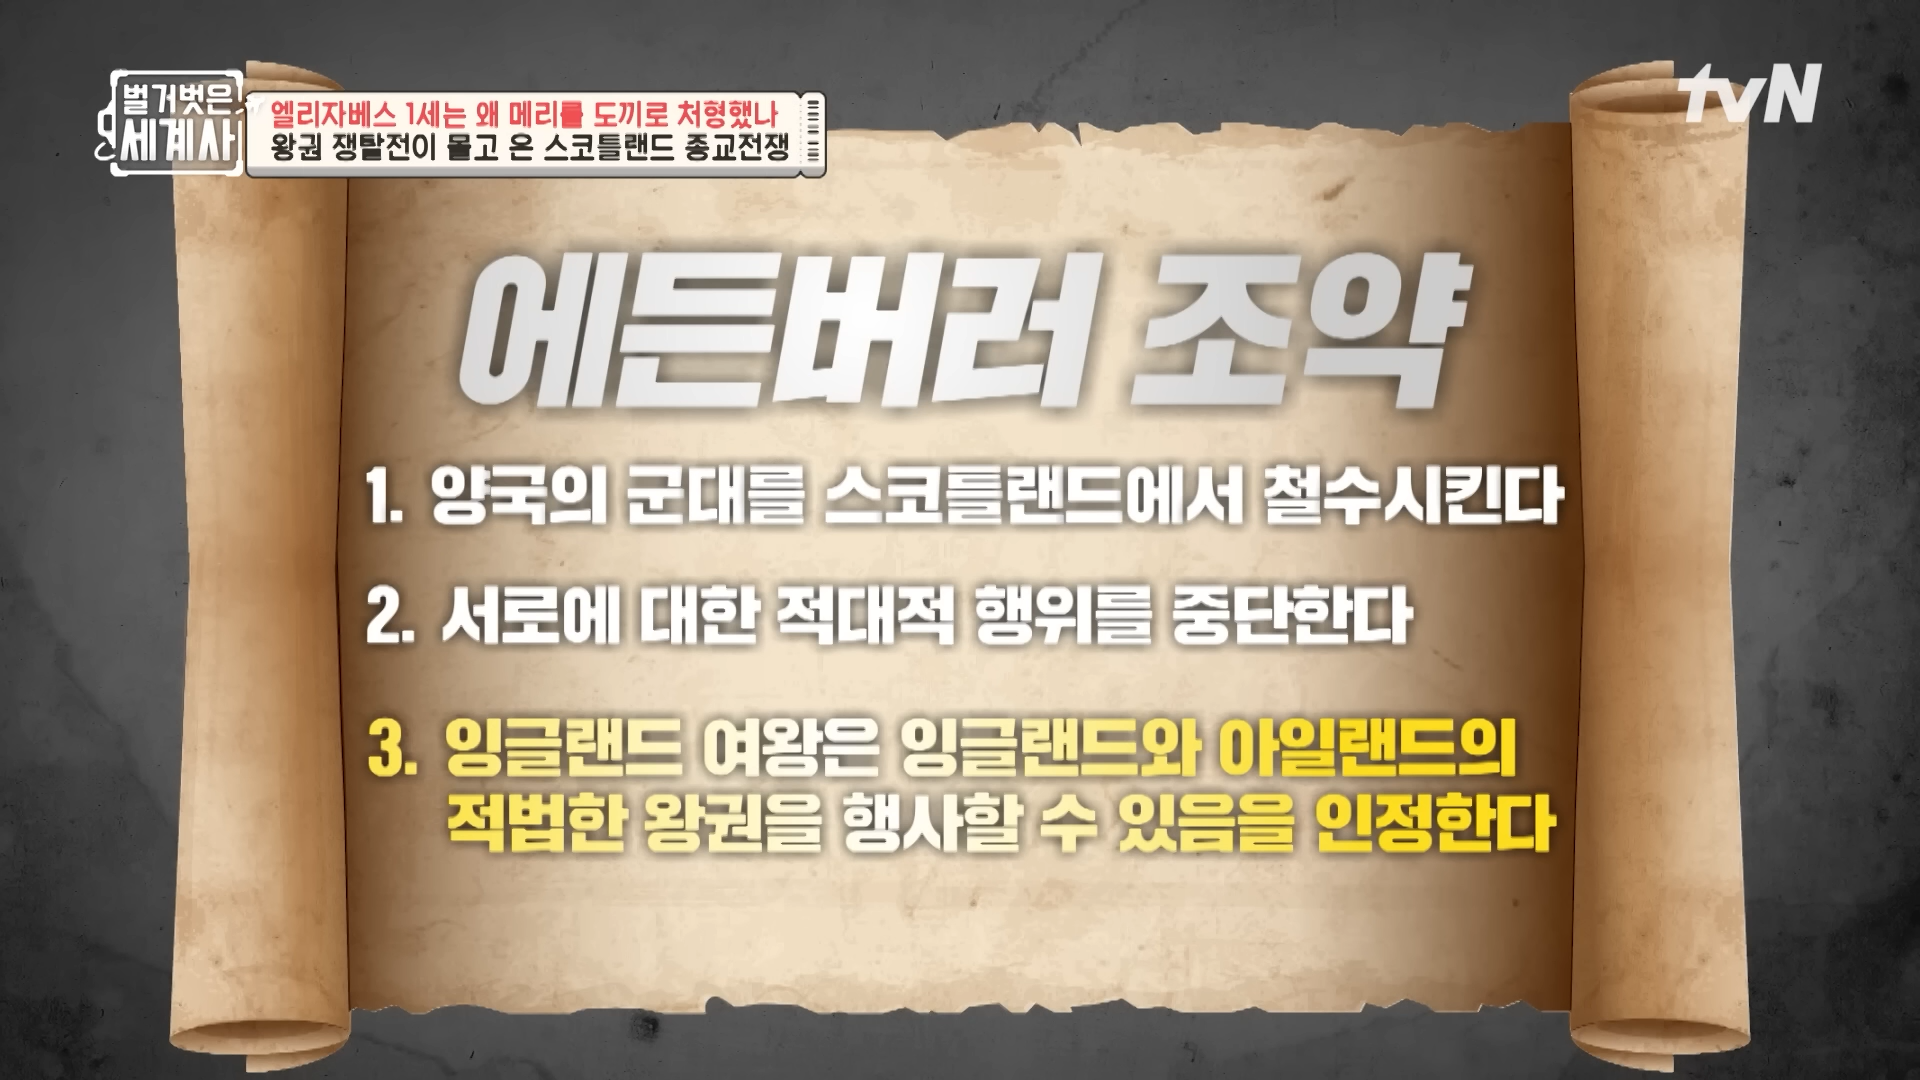 벌거벗은
세계사
엘리자베스 1세는 왜 메리를 도끼로 처형했나
왕권 쟁탈전이 몰고 온 스코틀랜드 종교전쟁
tvN
에든버러 조약
1. 양국의 군대를 스코틀랜드에서 철수시킨다
2. 서로에 대한 적대적 행위를 중단한다
3. 잉글랜드 여왕은 잉글랜드와 아일랜드의
적법한 왕권을 행사할 수 있음을 인정한다